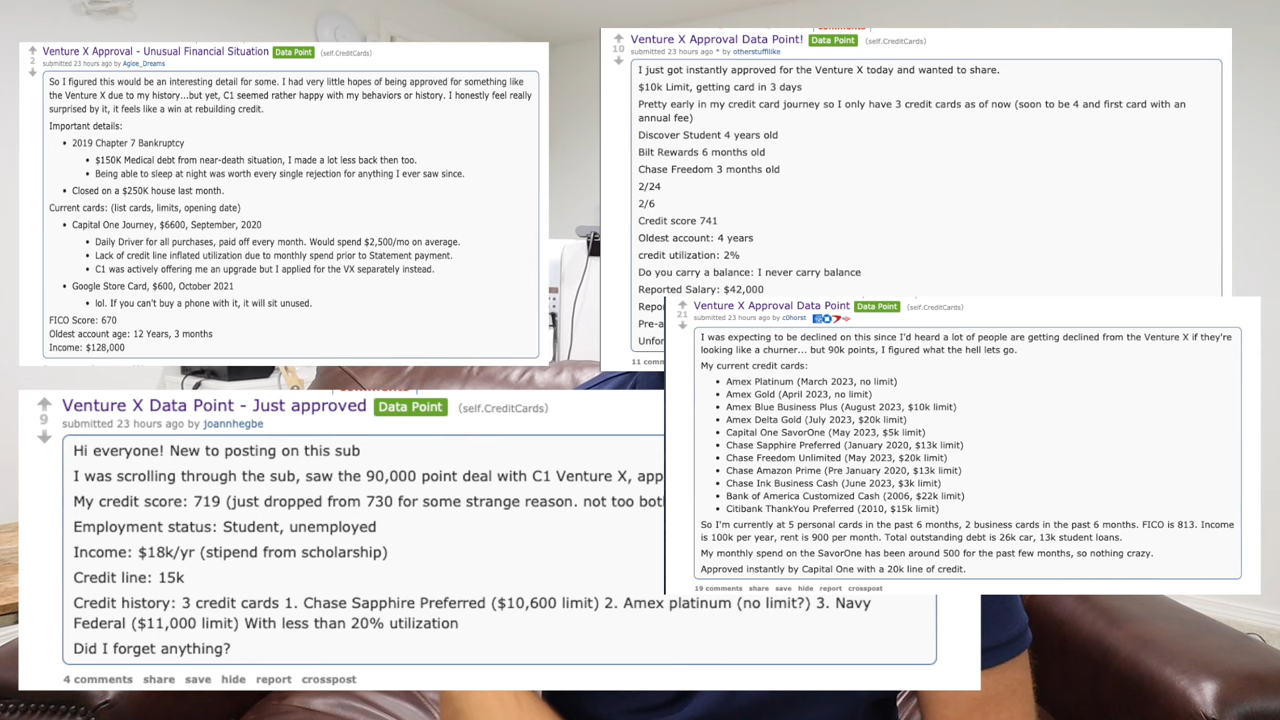 Venture X Approval - Unusual Financial Situation Data Point (self.CreditCards)
2
submitted 23 hours ago by Agloe_Dreams
So I figured this would be an interesting detail for some. I had very little hopes of being approved for something like
the Venture X due to my history...but yet, C1 seemed rather happy with my behaviors or history. I honestly feel really
surprised by it, it feels like a win at rebuilding credit.
Important details:
• 2019 Chapter 7 Bankruptcy
• $150K Medical debt from near-death situation, I made a lot less back then too.
• Being able to sleep at night was worth every single rejection for anything I ever saw since.
• Closed on a $250K house last month.
Current cards: (list cards, limits, opening date)
• Capital One Journey, $6600, September, 2020
• Daily Driver for all purchases, paid off every month. Would spend $2,500/mo on average.
• Lack of credit line inflated utilization due to monthly spend prior to Statement payment.
• C1 was actively offering me an upgrade but I applied for the VX separately instead.
• Google Store Card, $600, October 2021
• lol. If you can't buy a phone with it, it will sit unused.
FICO Score: 670
Oldest account age: 12 Years, 3 months
Income: $128,000
Venture X Approval Data Point! Data Point (self.CreditCards)
10
submitted 23 hours ago * by otherstufflike
I just got instantly approved for the Venture X today and wanted to share.
$10k Limit, getting card in 3 days
Pretty early in my credit card journey so I only have 3 credit cards as of now (soon to be 4 and first card with an
annual fee)
Discover Student 4 years old
Bilt Rewards 6 months old
Chase Freedom 3 months old
2/24
2/6
Credit score 741
Oldest account: 4 years
credit utilization: 2%
Do you carry a balance: I never carry balance
Reported Salary: $42,000
Repo
Pre-a
Unfor
11 comm
Venture X Approval Data Point Data Point (self.CreditCards)
21
submitted 23 hours ago by c0horst
I was expecting to be declined on this since I'd heard a lot of people are getting declined from the Venture X if they're
looking like a churner... but 90k points, I figured what the hell lets go.
My current credit cards:
• Amex Platinum (March 2023, no limit)
• Amex Gold (April 2023, no limit)
• Amex Blue Business Plus (August 2023, $10k limit)
• Amex Delta Gold (July 2023, $20k limit)
• Capital One SavorOne (May 2023, $5k limit)
• Chase Sapphire Preferred (January 2020, $13k limit)
• Chase Freedom Unlimited (May 2023, $20k limit)
• Chase Amazon Prime (Pre January 2020, $13k limit)
• Chase Ink Business Cash (June 2023, $3k limit)
• Bank of America Customized Cash (2006, $22k limit)
• Citibank ThankYou Preferred (2010, $15k limit)
So I'm currently at 5 personal cards in the past 6 months, 2 business cards in the past 6 months. FICO is 813. Income
is 100k per year, rent is 900 per month. Total outstanding debt is 26k car, 13k student loans.
My monthly spend on the SavorOne has been around 500 for the past few months, so nothing crazy.
Approved instantly by Capital One with a 20k line of credit.
19 comments share save hide report crosspost
Venture X Data Point - Just approved Data Point (self.CreditCards)
9
submitted 23 hours ago by joannhegbe
Hi everyone! New to posting on this sub
I was scrolling through the sub, saw the 90,000 point deal with C1 Venture X, app
My credit score: 719 (just dropped from 730 for some strange reason. not too both
Employment status: Student, unemployed
Income: $18k/yr (stipend from scholarship)
Credit line: 15k
Credit history: 3 credit cards 1. Chase Sapphire Preferred ($10,600 limit) 2. Amex platinum (no limit?) 3. Navy
Federal ($11,000 limit) With less than 20% utilization
Did I forget anything?
4 comments share save hide report crosspost